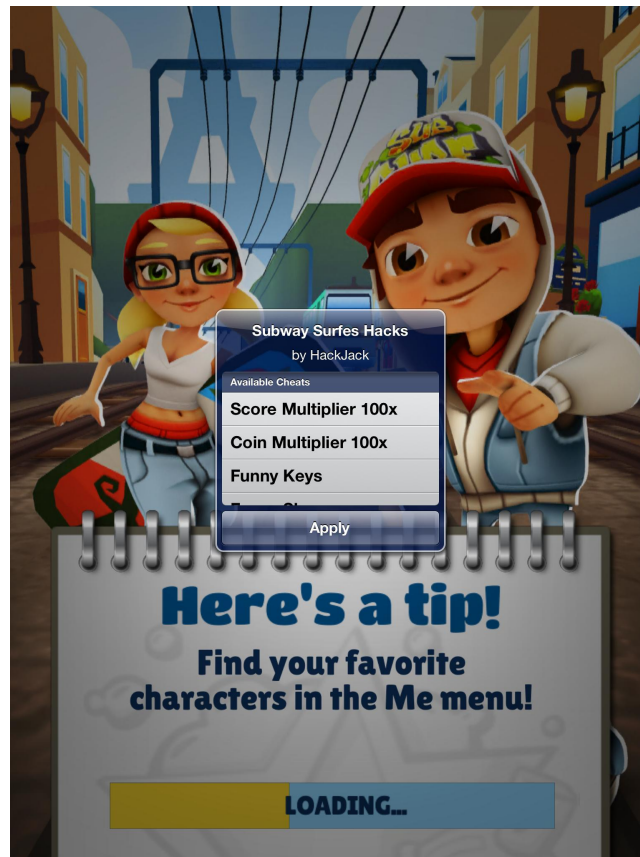 Subway Surfes Hacks
by HackJack
Available Cheats
Score Multiplier 100x
Coin Multiplier 100x
Funny Keys
Apply
Here's a tip!
Find your favorite
characters in the Me menu!
LOADING...